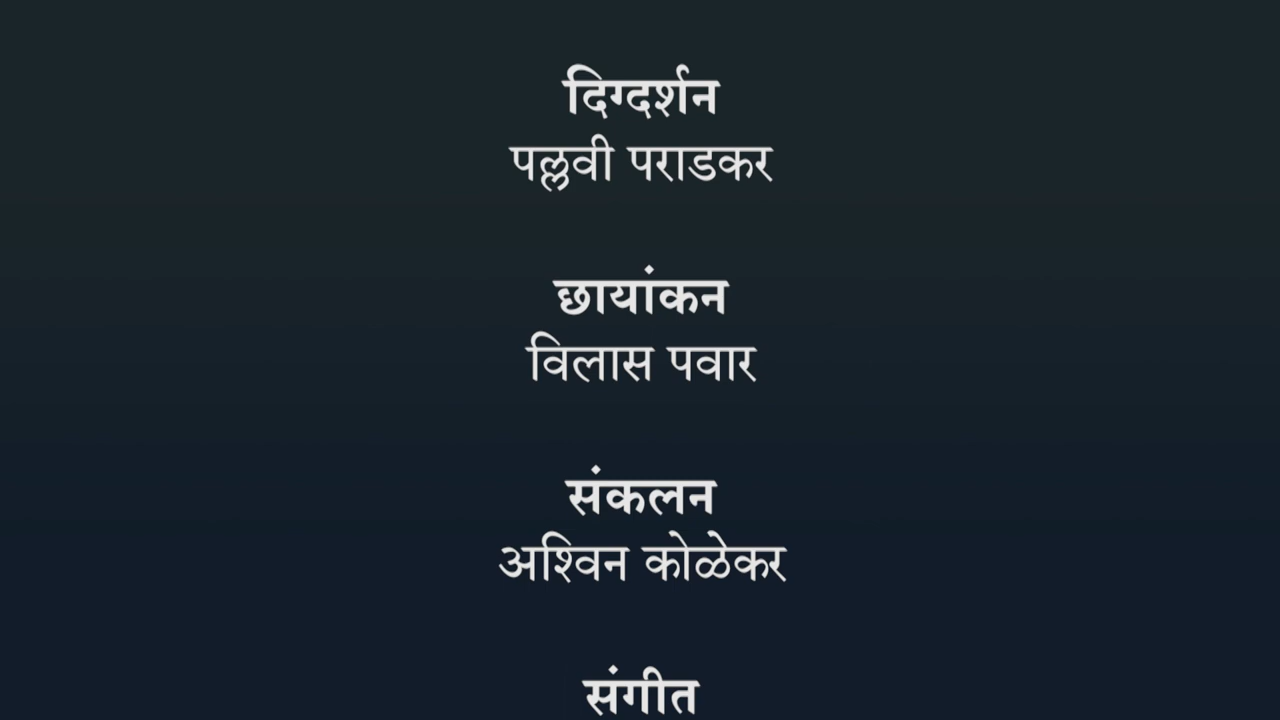 दिग्दर्शन
पल्लवी पराडकर
छायांकन
विलास पवार
संकलन
अश्विन कोळेकर
संगीत